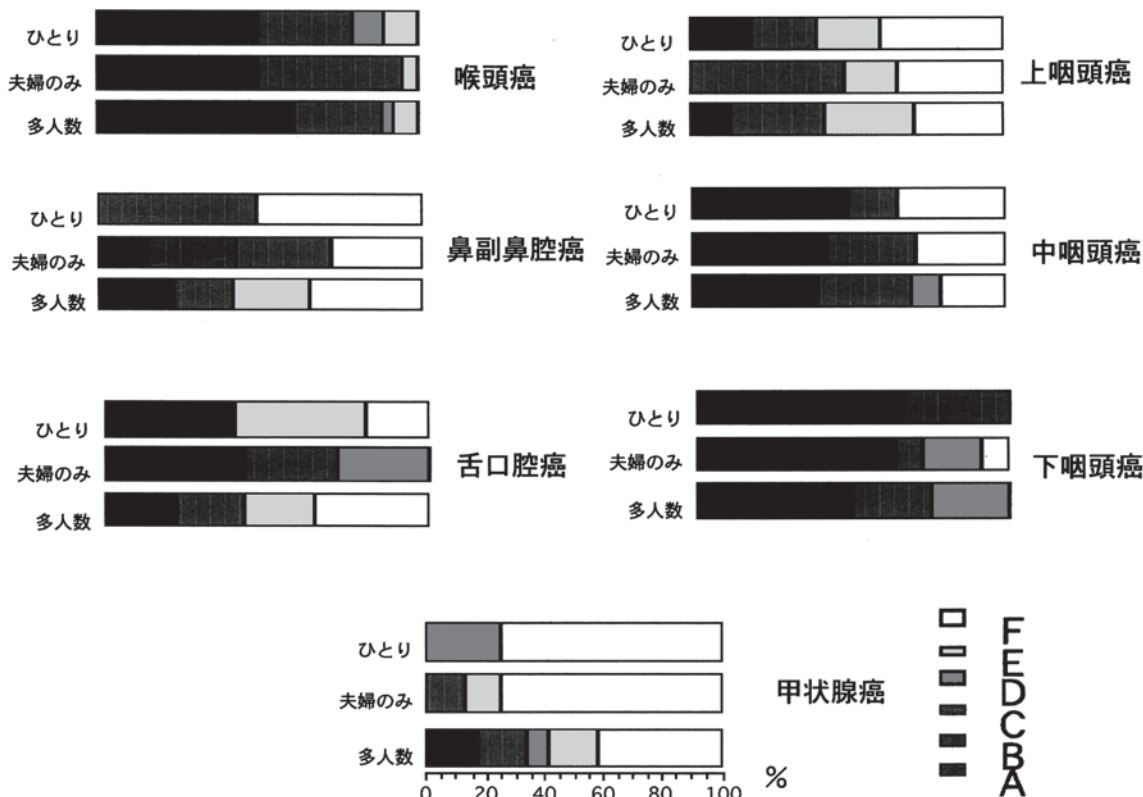 ひとり
夫婦のみ
多人数
喉頭癌
ひとり
夫婦のみ
多人数
上咽頭癌
ひとり
夫婦のみ
多人数
鼻副鼻腔癌
ひとり
夫婦のみ
多人数
中咽頭癌
ひとり
夫婦のみ
多人数
舌口腔癌
ひとり
夫婦のみ
多人数
下咽頭癌
ひとり
夫婦のみ
多人数
甲状腺癌
0 20 40 60 80 100 %
F
E
D
C
B
A